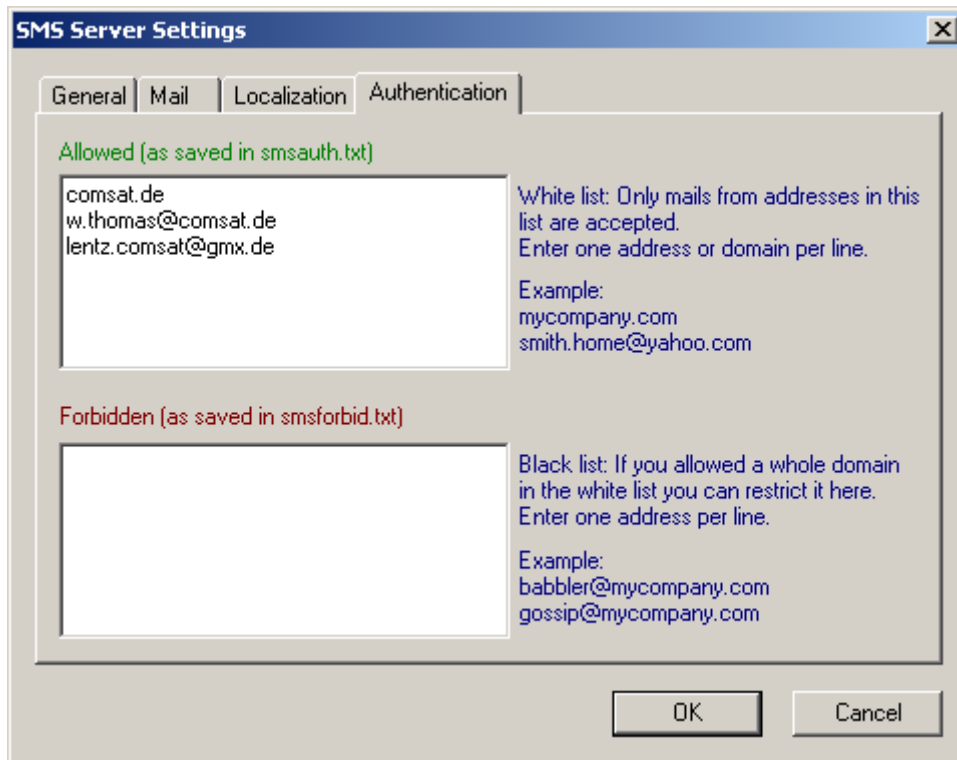 SMS Server Settings
General Mail Localization Authentication
Allowed (as saved in smsauth.txt)
comsat.de
w.thomas@comsat.de
lentz.comsat@gmx.de
White list: Only mails from addresses in this
list are accepted.
Enter one address or domain per line.
Example:
mycompany.com
smith.home@yahoo.com
Forbidden (as saved in smsforbid.txt)
Black list: If you allowed a whole domain
in the white list you can restrict it here.
Enter one address per line.
Example:
babbler@mycompany.com
gossip@mycompany.com
OK Cancel